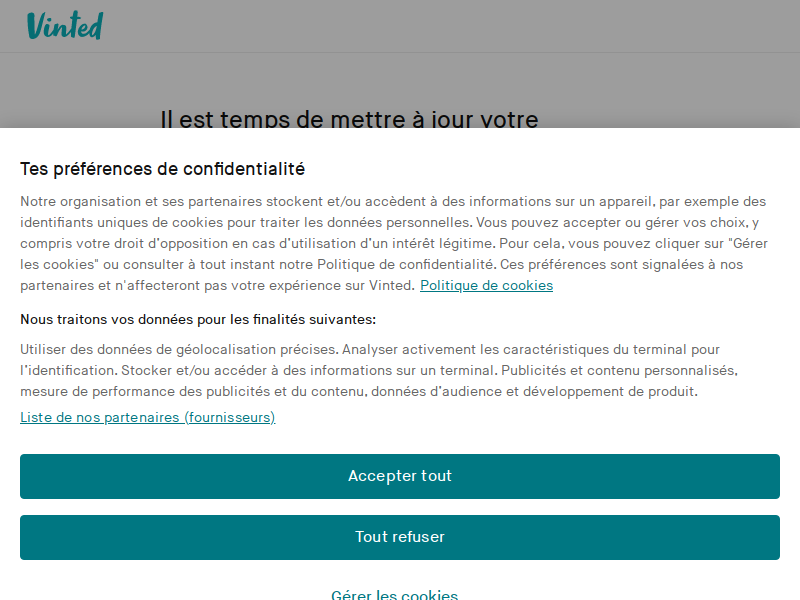 Vinted
Il est temps de mettre à jour votre
Tes préférences de confidentialité
Notre organisation et ses partenaires stockent et/ou accèdent à des informations sur un appareil, par exemple des
identifiants uniques de cookies pour traiter les données personnelles. Vous pouvez accepter ou gérer vos choix, y
compris votre droit d’opposition en cas d’utilisation d’un intérêt légitime. Pour cela, vous pouvez cliquer sur "Gérer
les cookies" ou consulter à tout instant notre Politique de confidentialité. Ces préférences sont signalées à nos
partenaires et n'affecteront pas votre expérience sur Vinted. Politique de cookies
Nous traitons vos données pour les finalités suivantes:
Utiliser des données de géolocalisation précises. Analyser activement les caractéristiques du terminal pour
l’identification. Stocker et/ou accéder à des informations sur un terminal. Publicités et contenu personnalisés,
mesure de performance des publicités et du contenu, données d’audience et développement de produit.
Liste de nos partenaires (fournisseurs)
Accepter tout
Tout refuser
Gérer les cookies